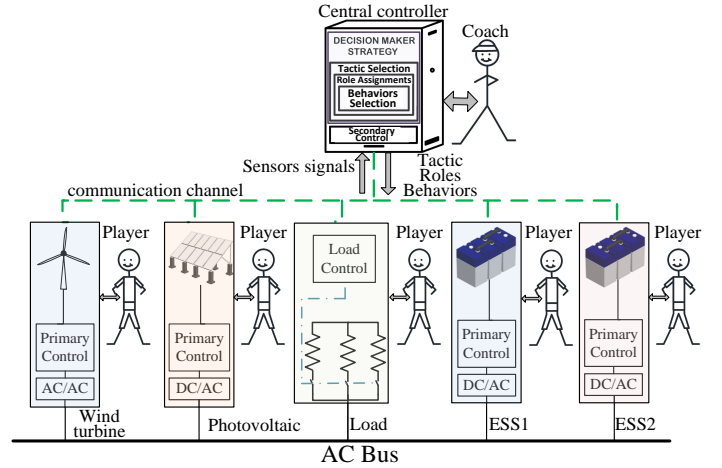 Central controller
Coach
DECISION MAKER
STRATEGY
Tactic Selection
Role Assignments
Behaviors
Selection
Secondary
Control
Sensors signals
Tactic
Roles
Behaviors
communication channel
Player
Player
Player
Player
Player
Load
Control
Primary
Control
Primary
Control
Primary
Control
Primary
Control
AC/AC
DC/AC
DC/AC
DC/AC
Wind
turbine
Photovoltaic
Load
ESS1
ESS2
AC Bus